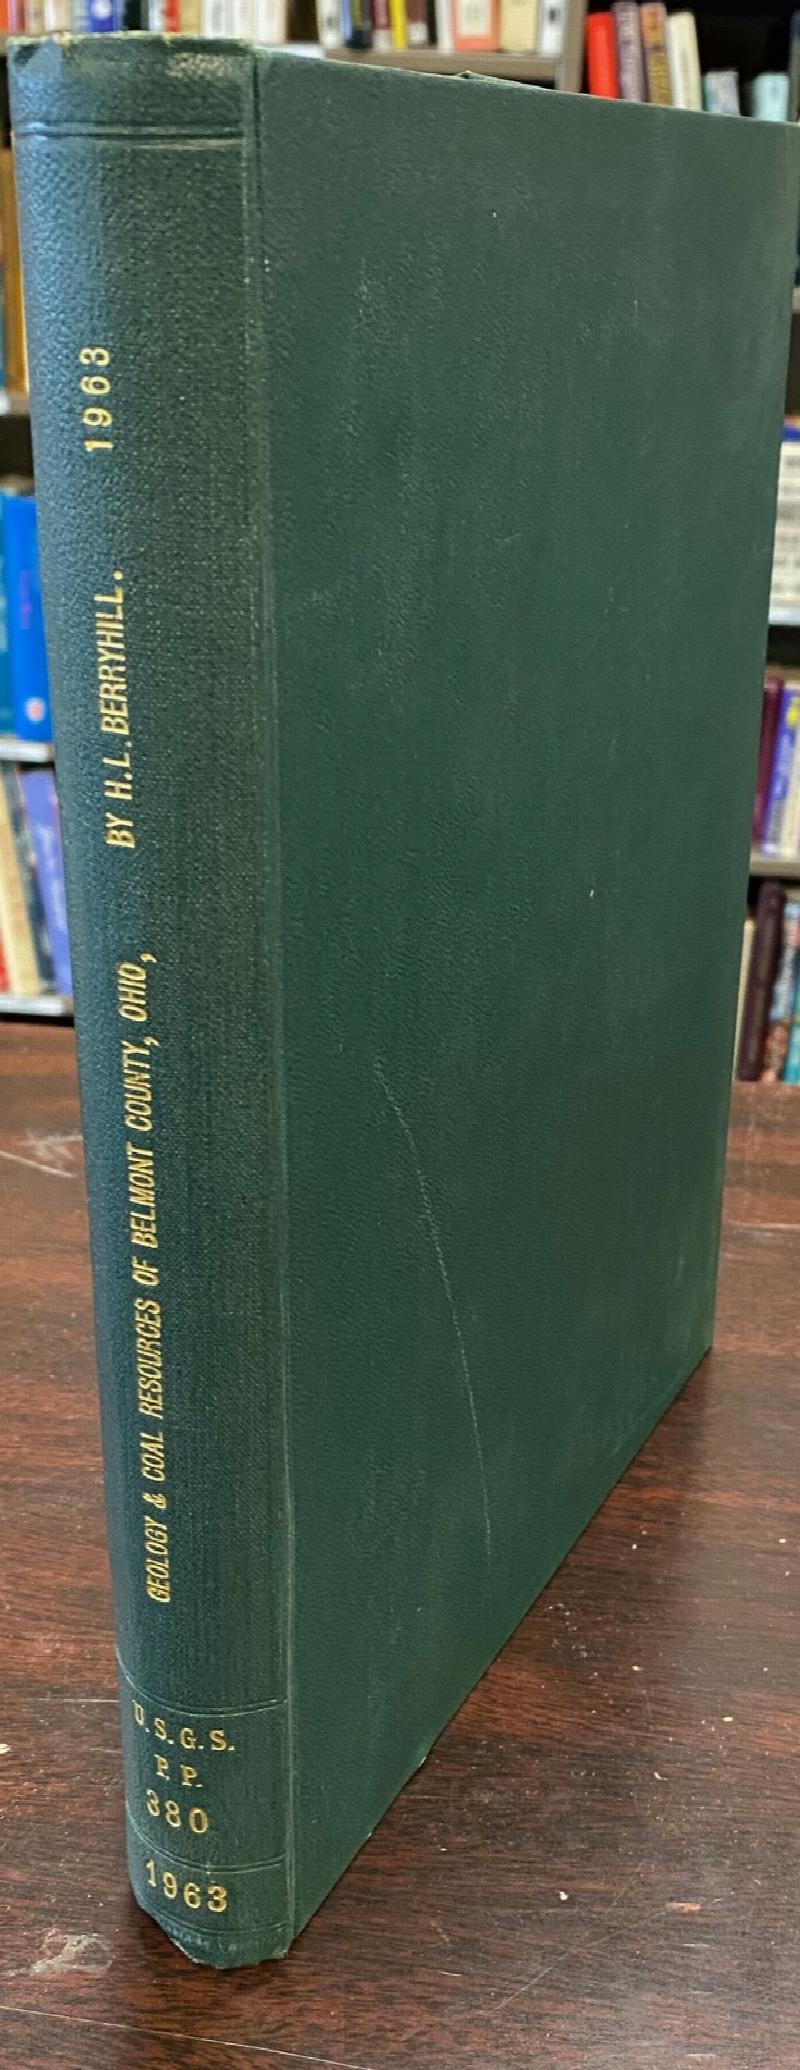 GEOLOGY & COAL RESOURCES OF BELMONT COUNTY, OHIO, BY H.L. BERRYHILL. 1963
U.S.G.S.
P. P.
380
1963